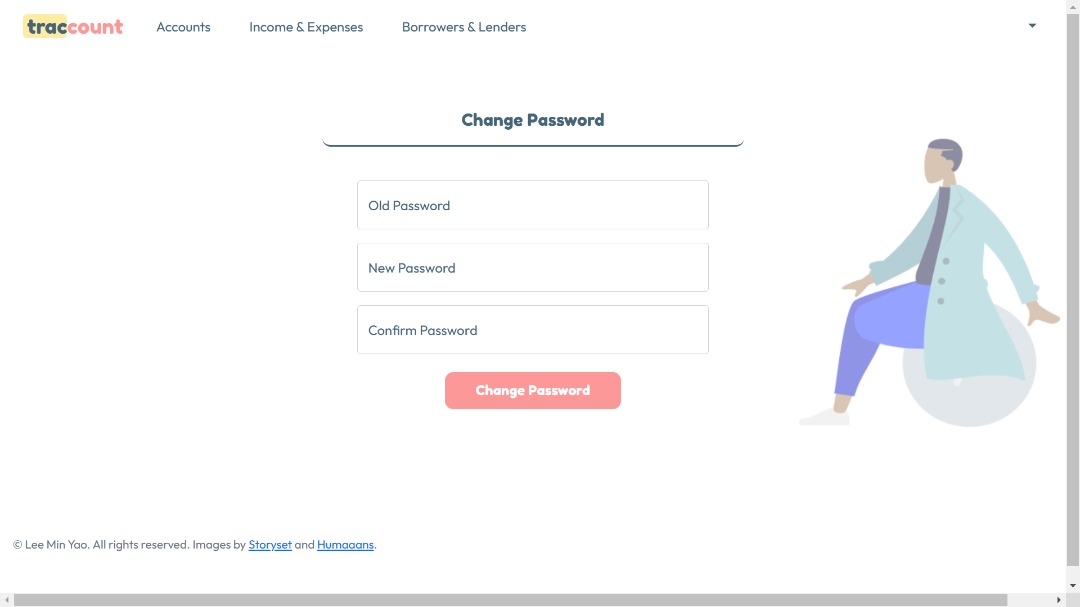 traccount Accounts Income & Expenses Borrowers & Lenders
Change Password
Old Password
New Password
Confirm Password
Change Password
© Lee Min Yao. All rights reserved. Images by Storyset and Humaaans.